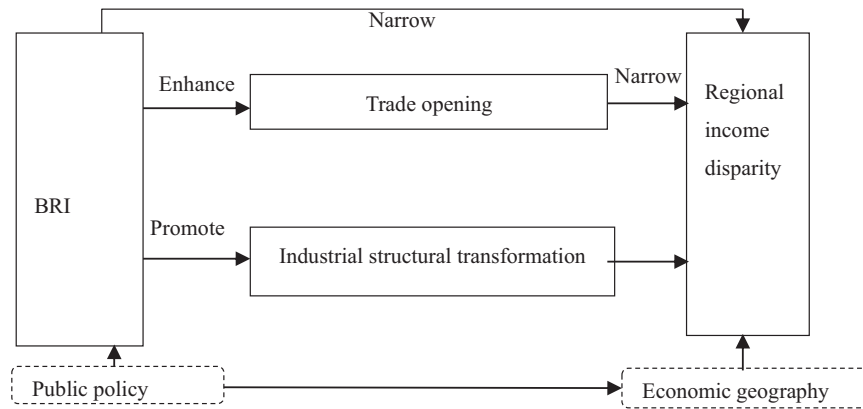 Narrow
Enhance
Trade opening
Narrow
Regional
income
disparity
BRI
Promote
Industrial structural transformation
Public policy
Economic geography